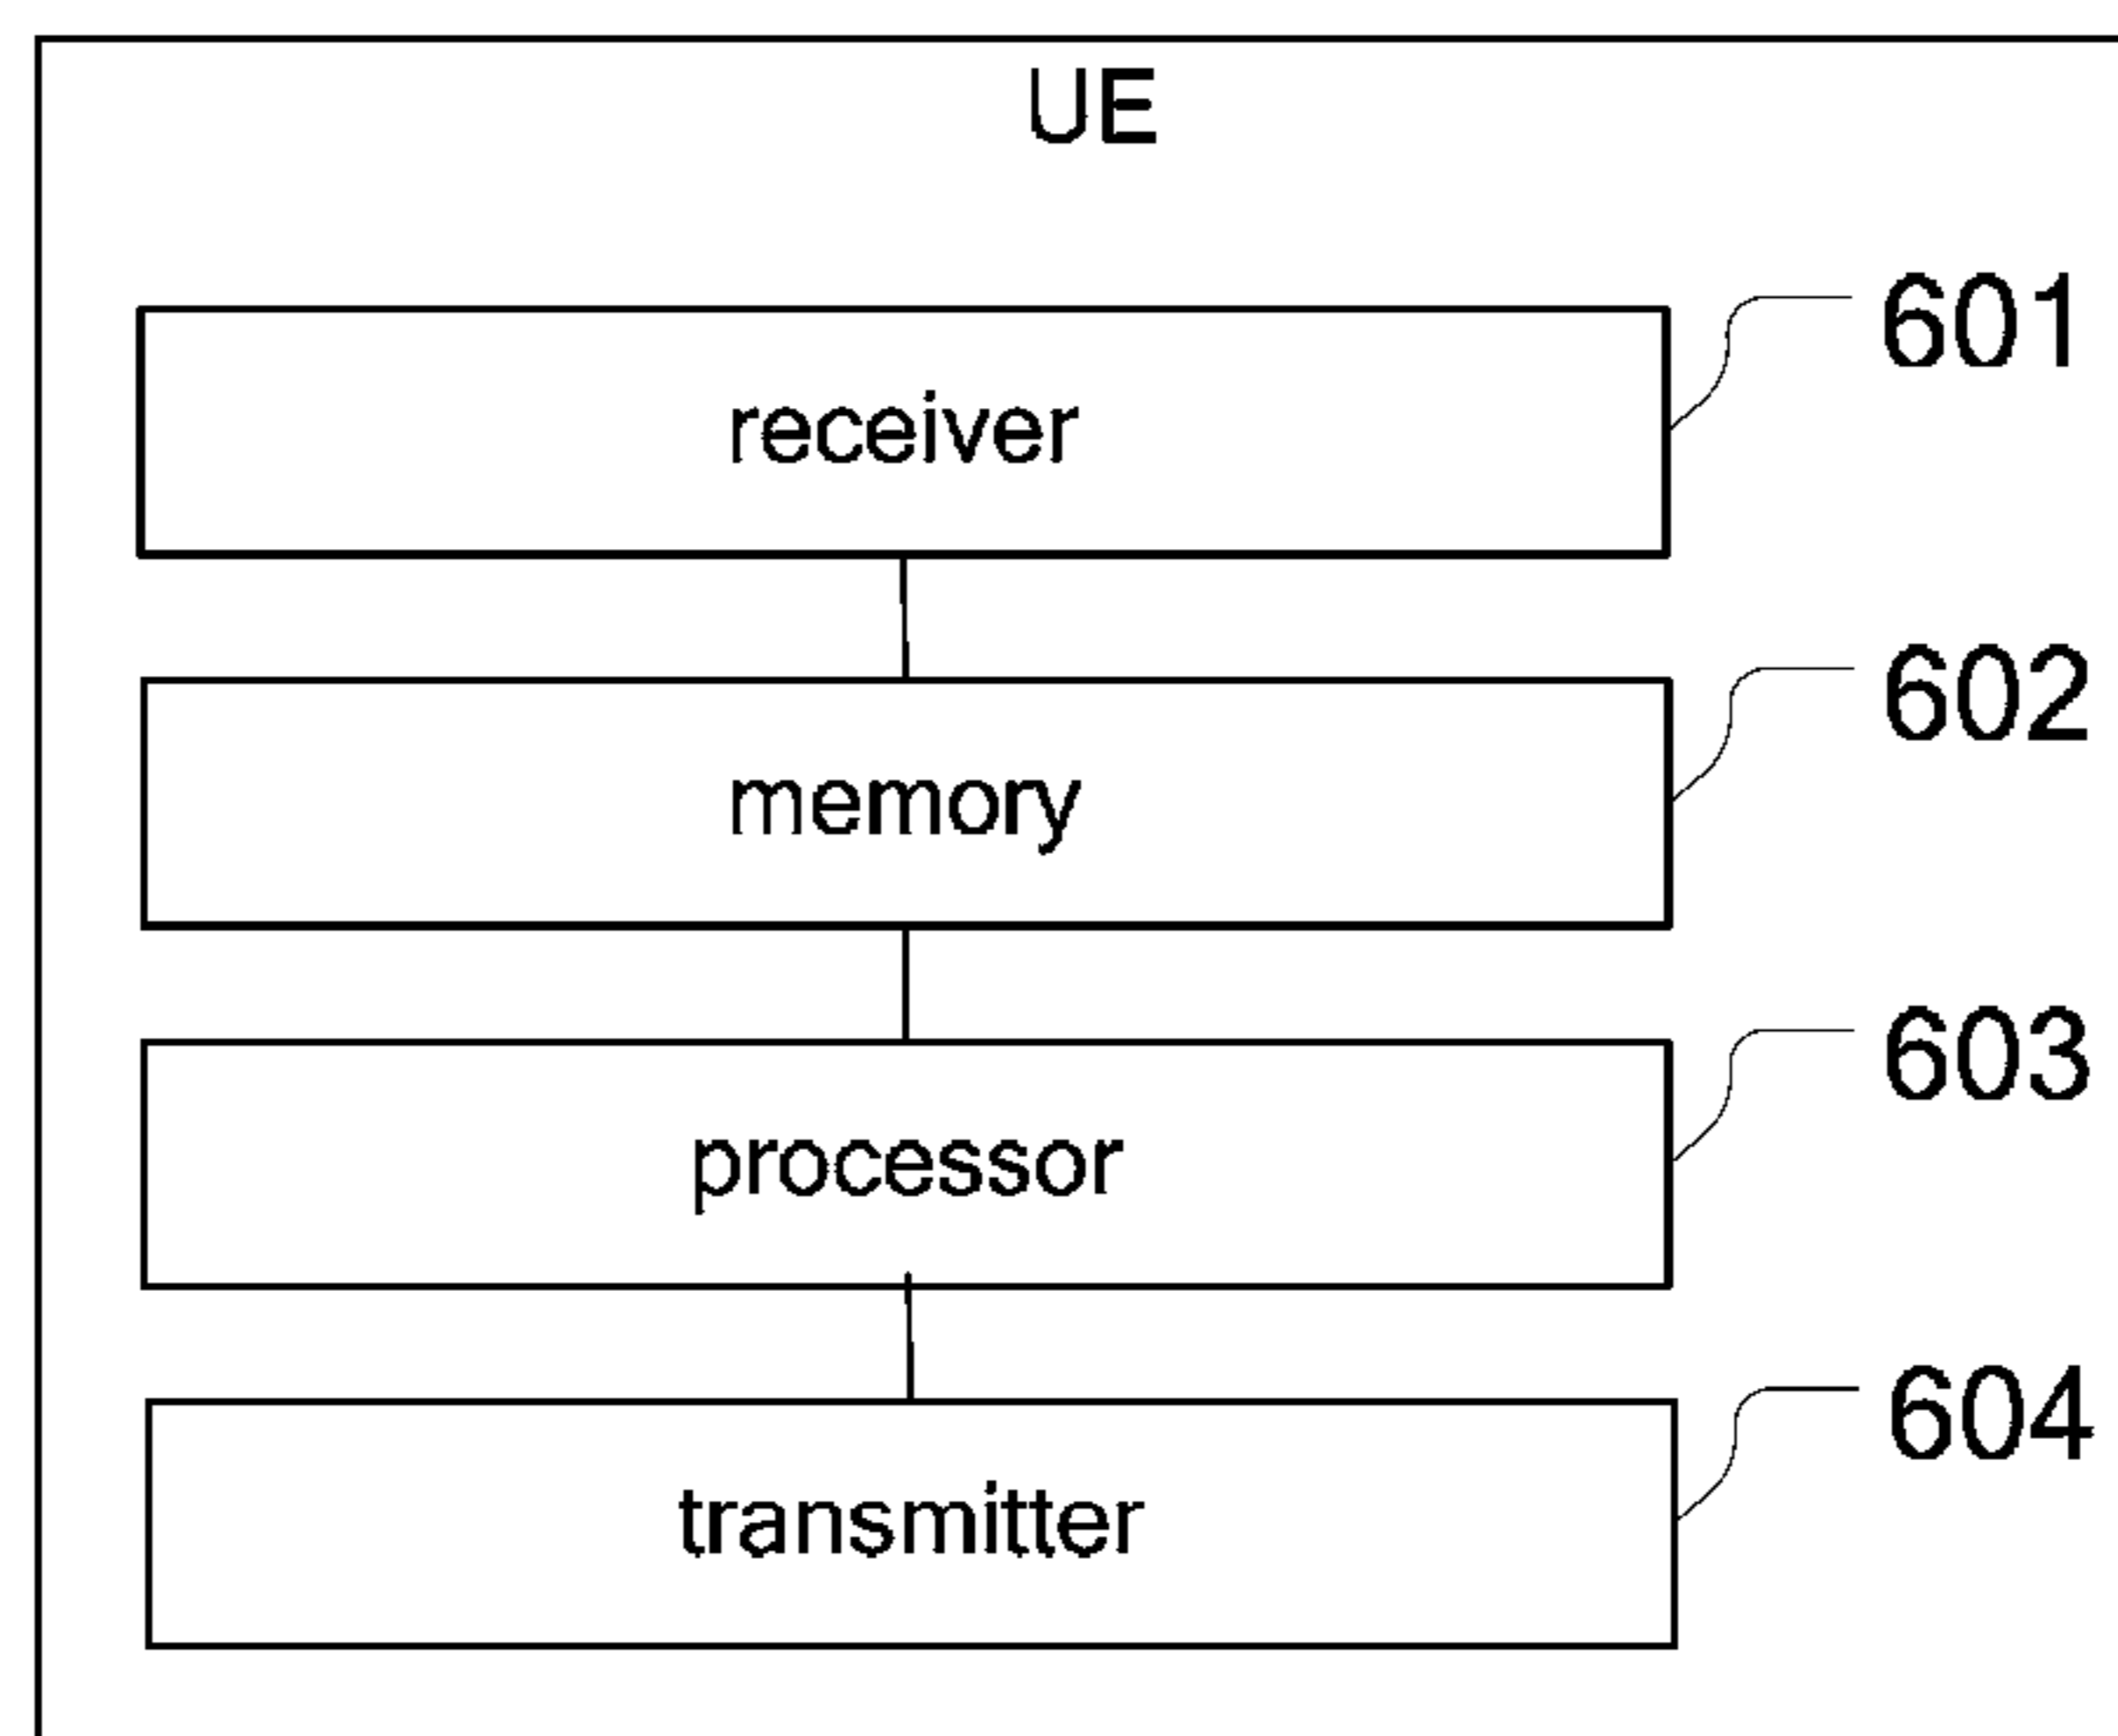 UE
receiver
601
memory
602
processor
603
transmitter
604